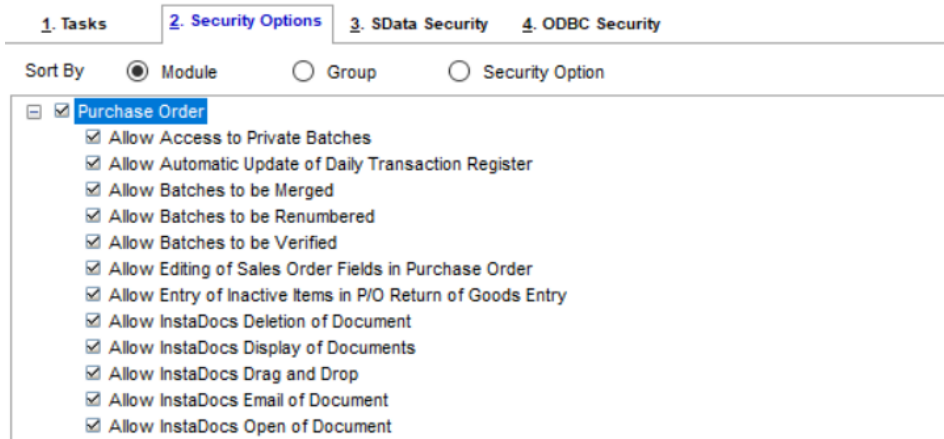 1. Tasks 2. Security Options 3. SData Security 4. ODBC Security
Sort By Module Group Security Option
Purchase Order
Allow Access to Private Batches
Allow Automatic Update of Daily Transaction Register
Allow Batches to be Merged
Allow Batches to be Renumbered
Allow Batches to be Verified
Allow Editing of Sales Order Fields in Purchase Order
Allow Entry of Inactive Items in P/O Return of Goods Entry
Allow InstaDocs Deletion of Document
Allow InstaDocs Display of Documents
Allow InstaDocs Drag and Drop
Allow InstaDocs Email of Document
Allow InstaDocs Open of Document